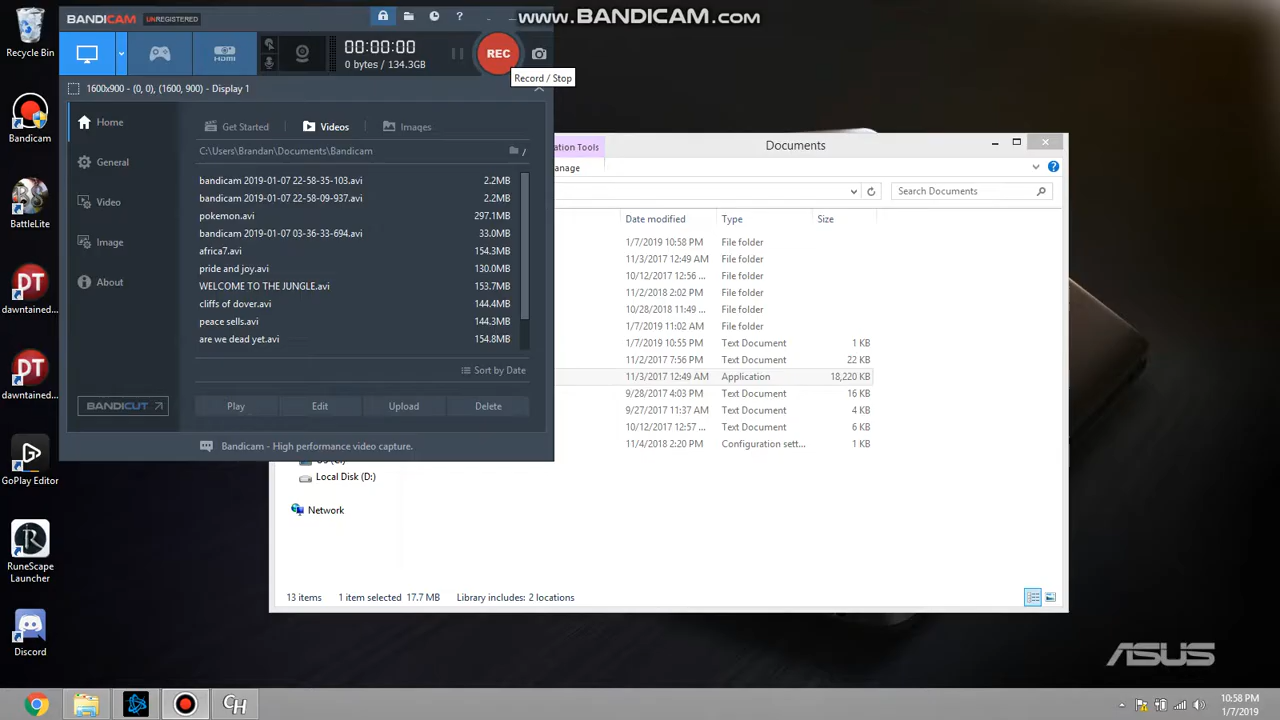 Recycle Bin
Bandicam
BattleLite
dawntained...
dawntained...
GoPlay Editor
RuneScape
Launcher
Discord
BANDICAM UNREGISTERED
?
www.BANDICAM.com
HDMI
00:00:00
0 bytes / 134.3GB
REC
Record / Stop
1600x900 - (0, 0), (1600, 900) - Display 1
Home
General
Video
Image
About
BANDICUT
Get Started
Videos
Images
C:\Users\Brandan\Documents\Bandicam
/
bandicam 2019-01-07 22-58-35-103.avi 2.2MB
bandicam 2019-01-07 22-58-09-937.avi 2.2MB
pokemon.avi 297.1MB
bandicam 2019-01-07 03-36-33-694.avi 33.0MB
africa7.avi 154.3MB
pride and joy.avi 130.0MB
WELCOME TO THE JUNGLE.avi 153.7MB
cliffs of dover.avi 144.4MB
peace sells.avi 144.3MB
are we dead yet.avi 154.8MB
Sort by Date
Play
Edit
Upload
Delete
Bandicam - High performance video capture.
ation Tools
Documents
nage
Search Documents
Date modified Type Size
1/7/2019 10:58 PM File folder
11/3/2017 12:49 AM File folder
10/12/2017 12:56 ... File folder
11/2/2018 2:02 PM File folder
10/28/2018 11:49 ... File folder
1/7/2019 11:02 AM File folder
1/7/2019 10:55 PM Text Document 1 KB
11/2/2017 7:56 PM Text Document 22 KB
11/3/2017 12:49 AM Application 18,220 KB
9/28/2017 4:03 PM Text Document 16 KB
9/27/2017 11:37 AM Text Document 4 KB
10/12/2017 12:57 ... Text Document 6 KB
11/4/2018 2:20 PM Configuration sett... 1 KB
Local Disk (D:)
Network
13 items 1 item selected 17.7 MB Library includes: 2 locations
ASUS
10:58 PM
1/7/2019